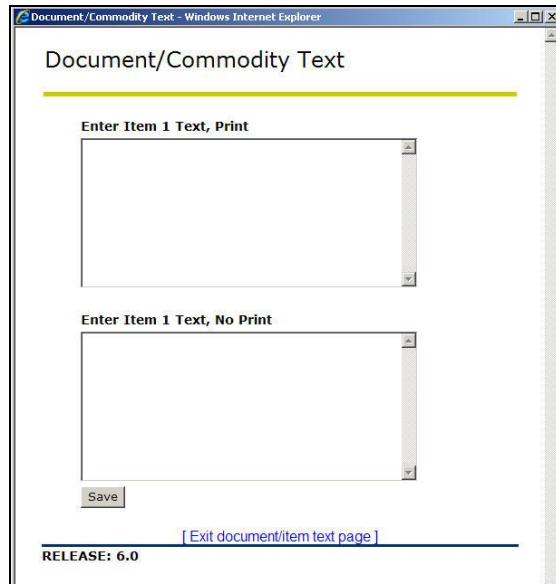 Document/Commodity Text - Windows Internet Explorer
Document/Commodity Text
Enter Item 1 Text, Print
Enter Item 1 Text, No Print
Save
[ Exit document/item text page ]
RELEASE: 6.0